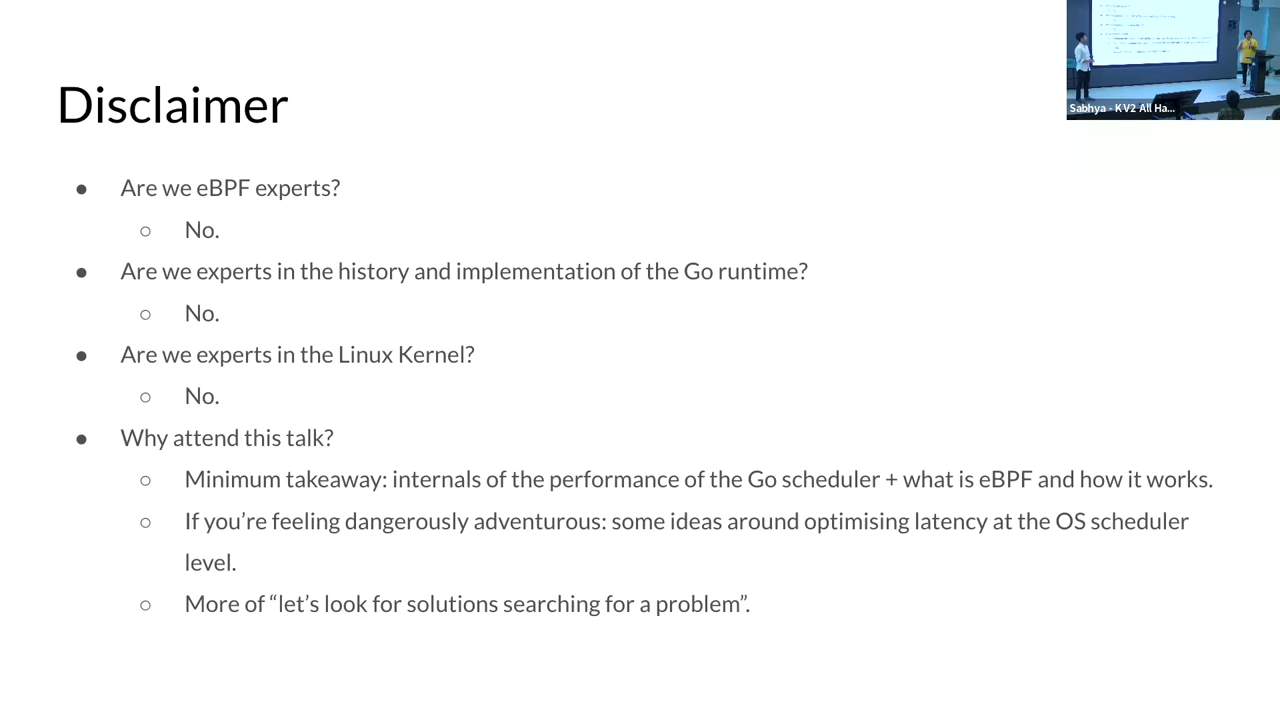 Disclaimer
Sabhya - KV2 All Ha...
● Are we eBPF experts?
○ No.
● Are we experts in the history and implementation of the Go runtime?
○ No.
● Are we experts in the Linux Kernel?
○ No.
● Why attend this talk?
○ Minimum takeaway: internals of the performance of the Go scheduler + what is eBPF and how it works.
○ If you’re feeling dangerously adventurous: some ideas around optimising latency at the OS scheduler
level.
○ More of “let’s look for solutions searching for a problem”.